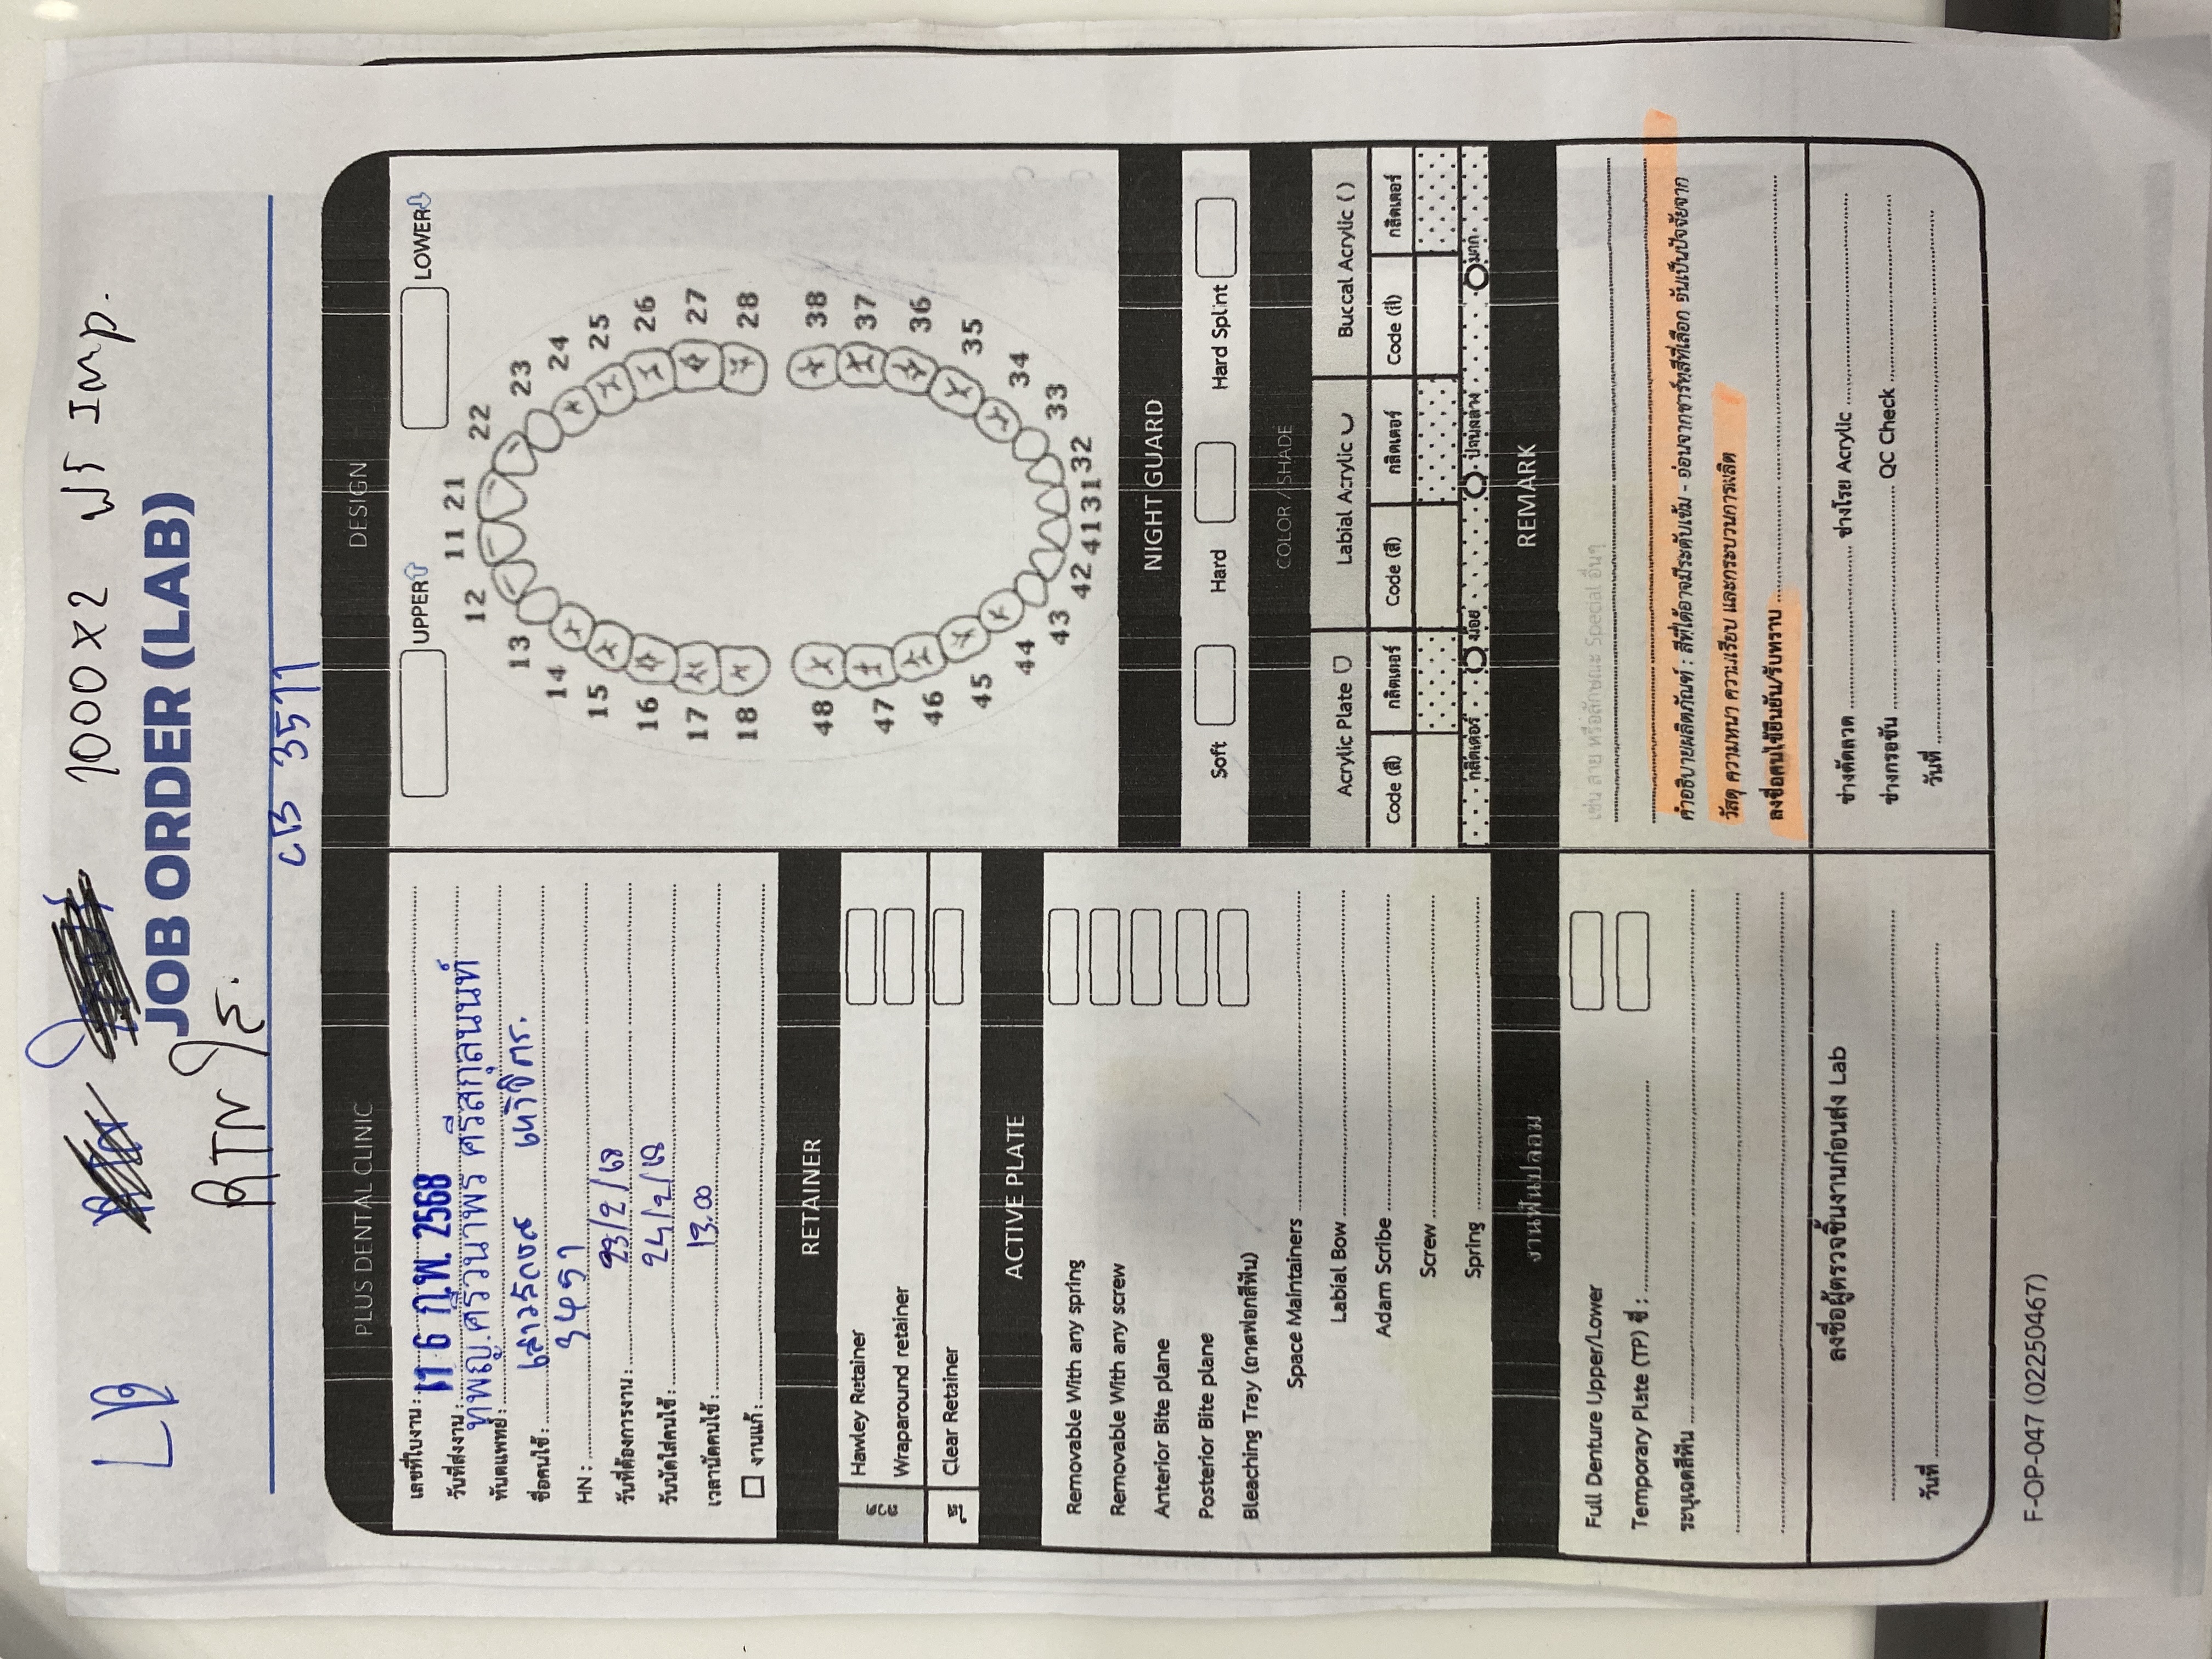 LB
1000 x 2 ฟรี Imp.
JOB ORDER (LAB)
RTN ใส.
CB 3511
PLUS DENTAL CLINIC
เลขที่ใบงาน :
วันที่ส่งงาน : 16 ก.พ. 2568
ทันตแพทย์ : ทพญ.ศรีวนาพร ศรีสกุลนนท์
ชื่อคนไข้ : เสาวรัตน์
HN : 3451
วันที่ต้องการงาน : 23/2/68
วันนัดใส่คนไข้ : 24/2/68
เวลานัดคนไข้ : 13.00
งานแก้ :
RETAINER
ลวด
Hawley Retainer
Wraparound retainer
ใส
Clear Retainer
ACTIVE PLATE
Removable With any spring
Removable With any screw
Anterior Bite plane
Posterior Bite plane
Bleaching Tray (ถาดฟอกสีฟัน)
Space Maintainers
Labial Bow
Adam Scribe
Screw
Spring
งานฟันปลอม
Full Denture Upper/Lower
Temporary Plate (TP) ซี่ :
ระบุเฉดสีฟัน
ลงชื่อผู้ตรวจชิ้นงานก่อนส่ง Lab
วันที่
DESIGN
UPPER
LOWER
11 21
12 22
13 23
14 24
15 25
16 26
17 27
18 28
48 38
47 37
46 36
45 35
44 34
43 33
42 41 31 32
NIGHT GUARD
Soft Hard Hard Splint
COLOR / SHADE
Acrylic Plate Labial Acrylic Buccal Acrylic ( )
Code (สี) กลิตเตอร์ Code (สี) กลิตเตอร์ Code (สี) กลิตเตอร์
กลิตเตอร์ น้อย ปานกลาง มาก
REMARK
เช่น ลาย หรือลักษณะ Special อื่นๆ
คำอธิบายผลิตภัณฑ์ : สีที่ได้อาจมีระดับเข้ม - อ่อนจากชาร์ทสีที่เลือก อันเป็นปัจจัยจาก
วัสดุ ความหนา ความเรียบ และกระบวนการผลิต
ลงชื่อคนไข้ยืนยัน/รับทราบ
ช่างดัดลวด ช่างโรย Acrylic
ช่างกรอขัน QC Check
วันที่
F-OP-047 (02250467)